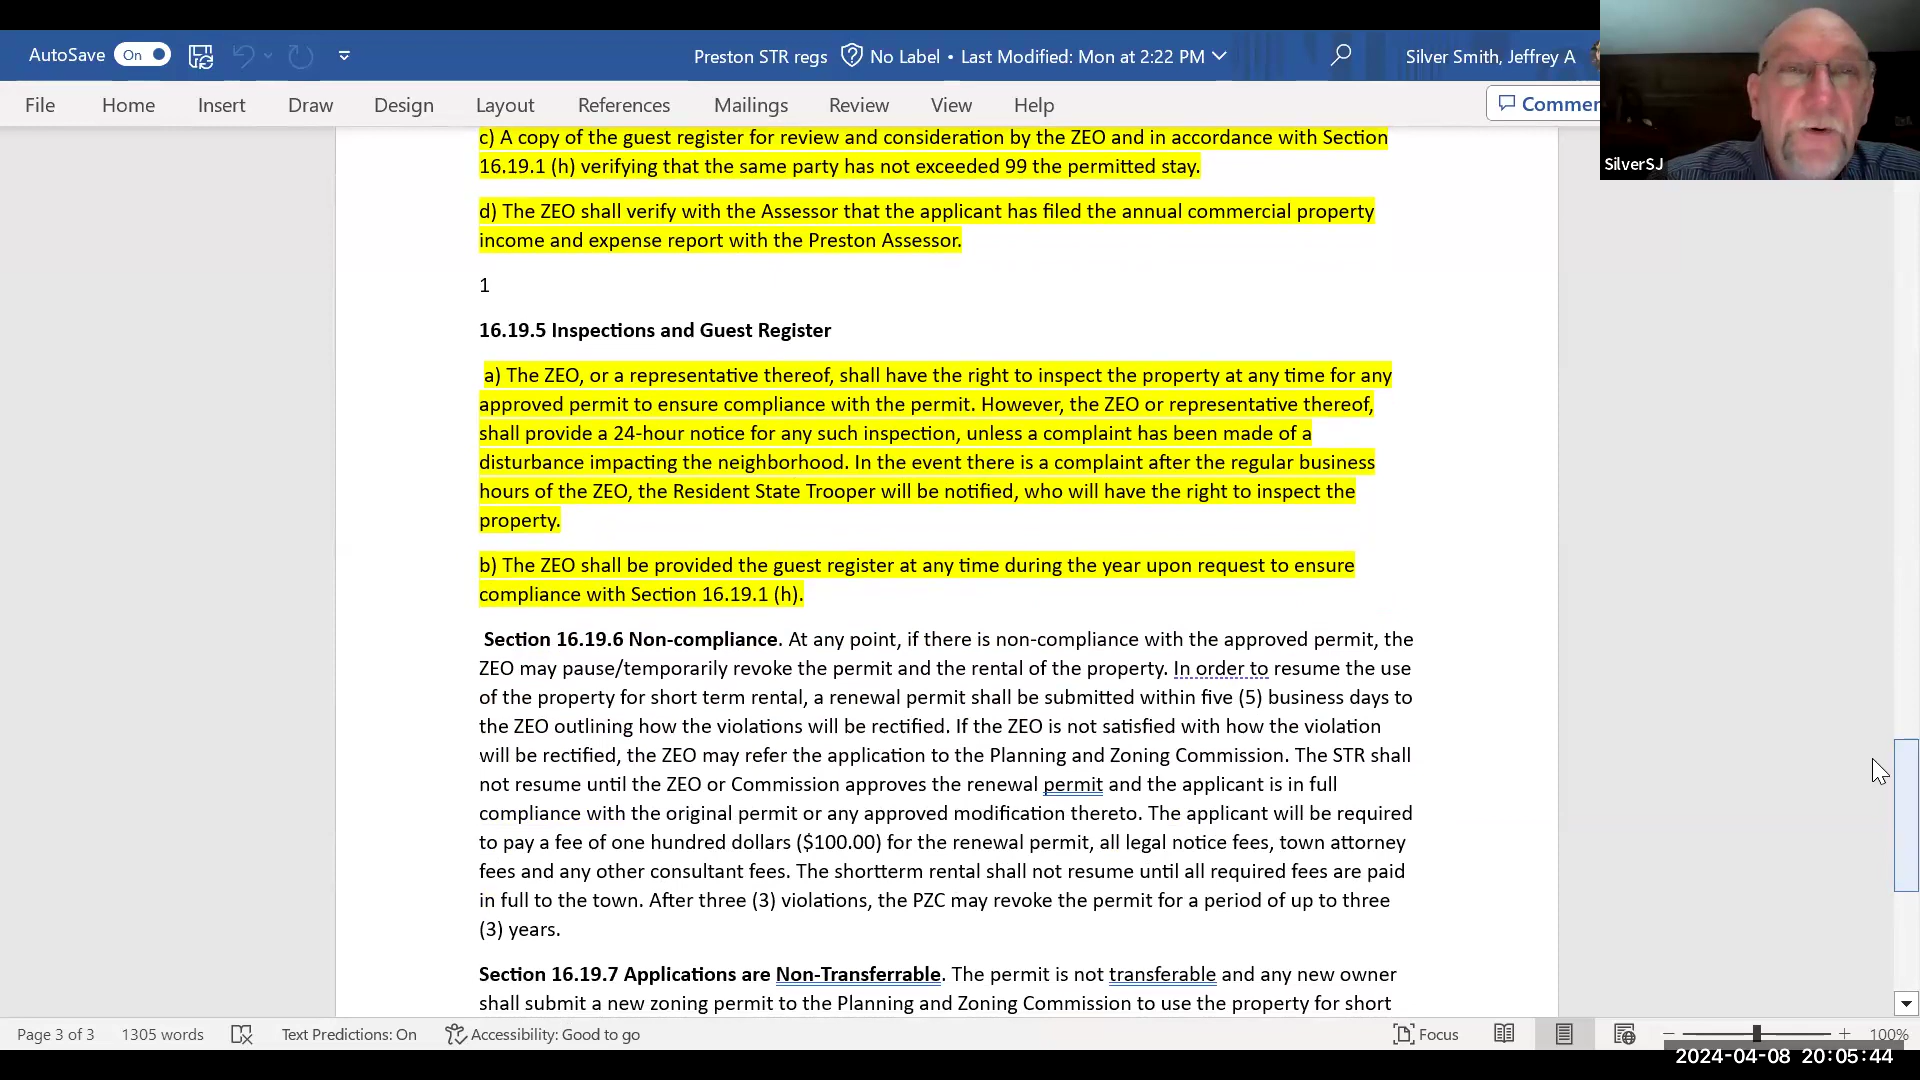 AutoSave On Preston STR regs No Label • Last Modified: Mon at 2:22 PM Silver Smith, Jeffrey A
File Home Insert Draw Design Layout References Mailings Review View Help Commen
SilverSJ
c) A copy of the guest register for review and consideration by the ZEO and in accordance with Section
16.19.1 (h) verifying that the same party has not exceeded 99 the permitted stay.
d) The ZEO shall verify with the Assessor that the applicant has filed the annual commercial property
income and expense report with the Preston Assessor.
1
16.19.5 Inspections and Guest Register
a) The ZEO, or a representative thereof, shall have the right to inspect the property at any time for any
approved permit to ensure compliance with the permit. However, the ZEO or representative thereof,
shall provide a 24-hour notice for any such inspection, unless a complaint has been made of a
disturbance impacting the neighborhood. In the event there is a complaint after the regular business
hours of the ZEO, the Resident State Trooper will be notified, who will have the right to inspect the
property.
b) The ZEO shall be provided the guest register at any time during the year upon request to ensure
compliance with Section 16.19.1 (h).
Section 16.19.6 Non-compliance. At any point, if there is non-compliance with the approved permit, the
ZEO may pause/temporarily revoke the permit and the rental of the property. In order to resume the use
of the property for short term rental, a renewal permit shall be submitted within five (5) business days to
the ZEO outlining how the violations will be rectified. If the ZEO is not satisfied with how the violation
will be rectified, the ZEO may refer the application to the Planning and Zoning Commission. The STR shall
not resume until the ZEO or Commission approves the renewal permit and the applicant is in full
compliance with the original permit or any approved modification thereto. The applicant will be required
to pay a fee of one hundred dollars ($100.00) for the renewal permit, all legal notice fees, town attorney
fees and any other consultant fees. The shortterm rental shall not resume until all required fees are paid
in full to the town. After three (3) violations, the PZC may revoke the permit for a period of up to three
(3) years.
Section 16.19.7 Applications are Non-Transferrable. The permit is not transferable and any new owner
shall submit a new zoning permit to the Planning and Zoning Commission to use the property for short
Page 3 of 3 1305 words Text Predictions: On Accessibility: Good to go Focus 100%
2024-04-08 20:05:44